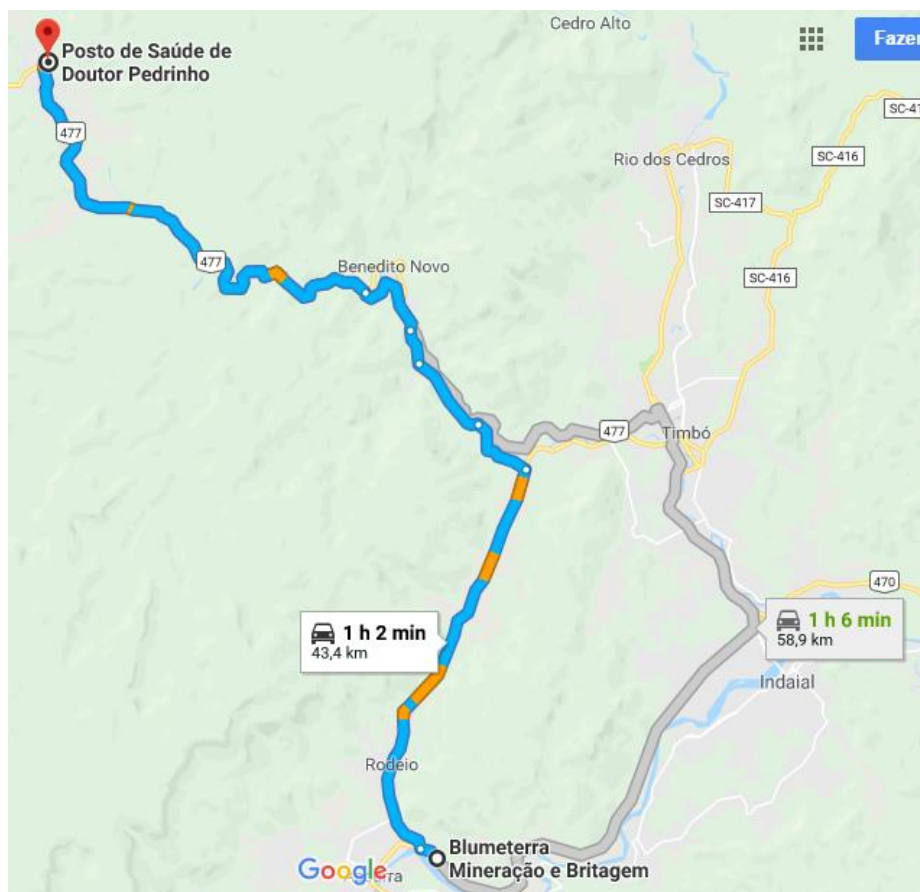 Cedro Alto
Fazer
Posto de Saúde de
Doutor Pedrinho
SC-41
477
SC-416
Rio dos Cedros
SC-417
477
Benedito Novo
SC-416
477
Timbó
470
1 h 2 min
43,4 km
1 h 6 min
58,9 km
Indaial
Rodeio
Blumeterra
Mineração e Britagem
Google